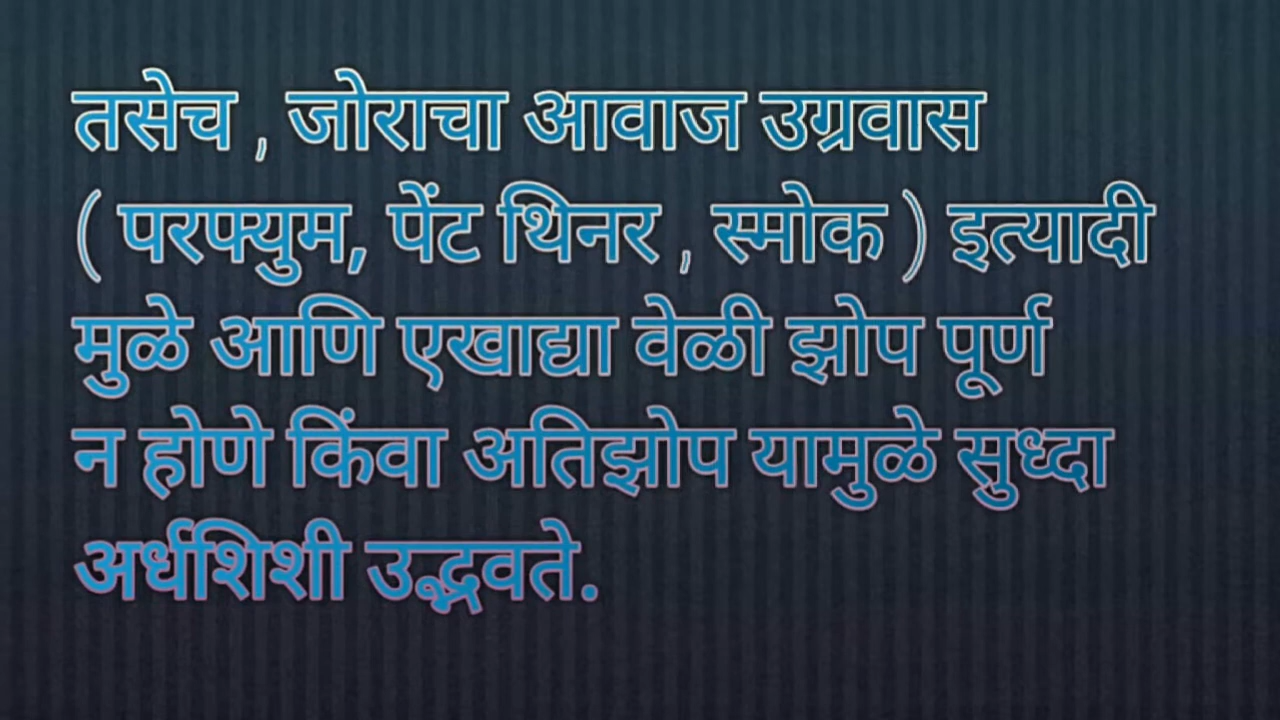 तसेच , जोराचा आवाज उग्रवास
( परफ्युम, पेंट थिनर , स्मोक ) इत्यादी
मुळे आणि एखाद्या वेळी झोप पूर्ण
न होणे किंवा अतिझोप यामुळे सुध्दा
अर्धशिशी उद्भवते.